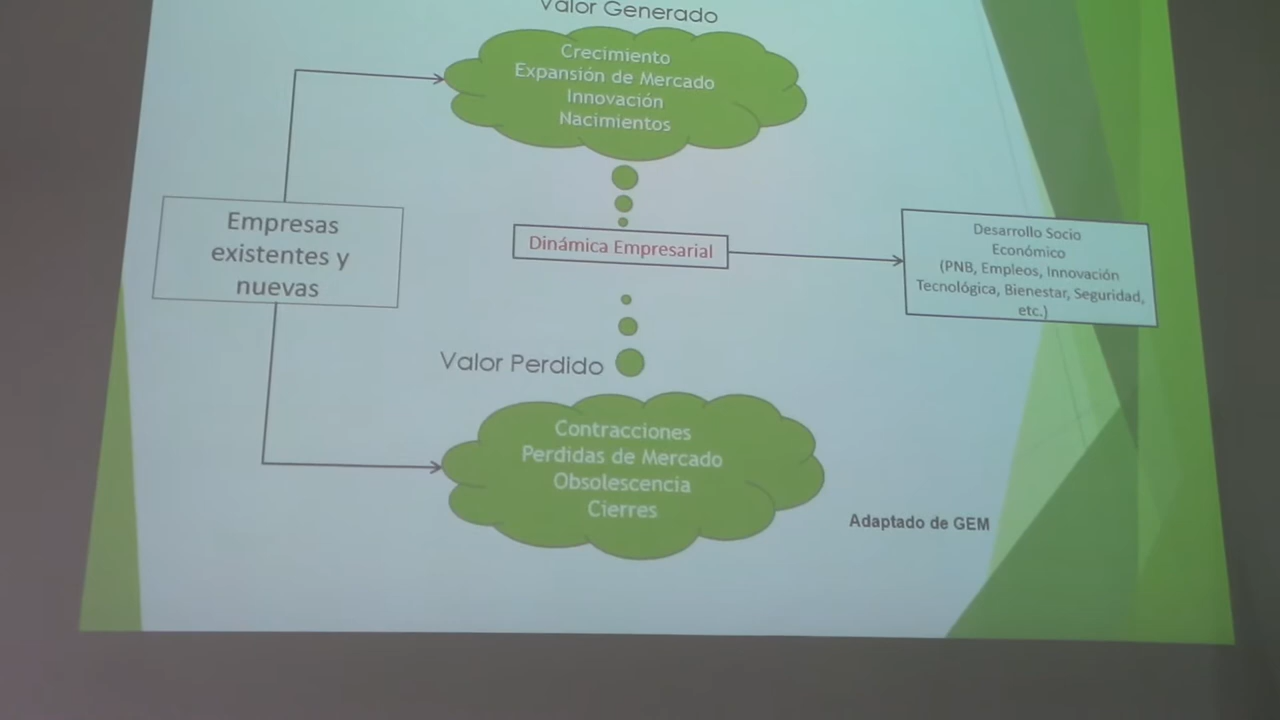 Valor Generado
Crecimiento
Expansión de Mercado
Innovación
Nacimientos
Empresas
existentes y
nuevas
Dinámica Empresarial
Desarrollo Socio
Económico
(PNB, Empleos, Innovación
Tecnológica, Bienestar, Seguridad,
etc.)
Valor Perdido
Contracciones
Perdidas de Mercado
Obsolescencia
Cierres
Adaptado de GEM